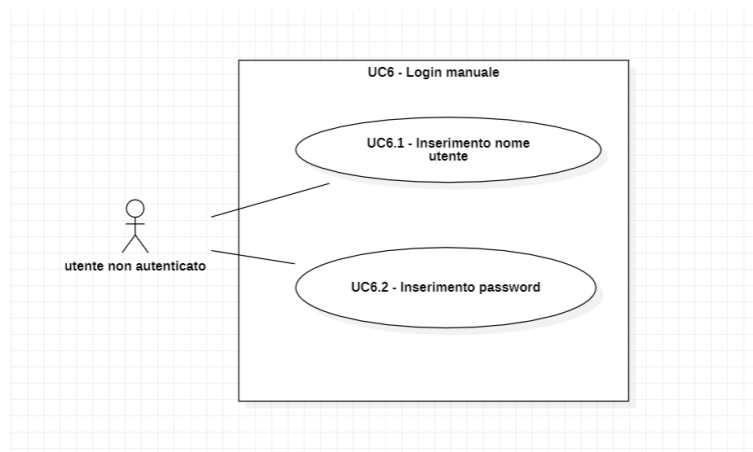 UC6 - Login manuale
UC6.1 - Inserimento nome
utente
utente non autenticato
UC6.2 - Inserimento password